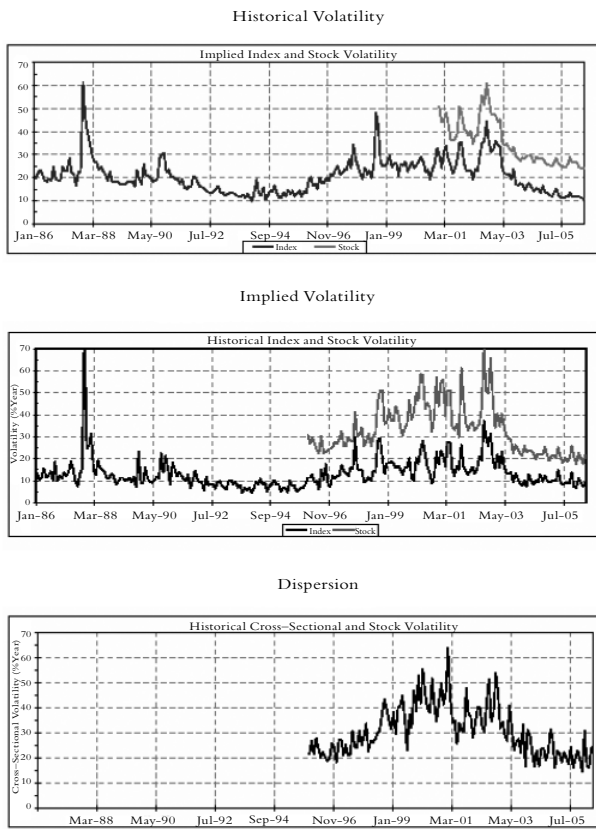 Historical Volatility
Implied Index and Stock Volatility
70
60
50
40
30
20
10
0
Jan-86 Mar-88 May-90 Jul-92 Sep-94 Nov-96 Jan-99 Mar-01 May-03 Jul-05
Index Stock
Implied Volatility
Historical Index and Stock Volatility
Volatility (%Year)
70
60
50
40
30
20
10
0
Jan-86 Mar-88 May-90 Jul-92 Sep-94 Nov-96 Jan-99 Mar-01 May-03 Jul-05
Index Stock
Dispersion
Historical Cross-Sectional and Stock Volatility
Cross-Sectional Volatility (%Year)
70
60
50
40
30
20
10
0
Mar-88 May-90 Jul-92 Sep-94 Nov-96 Jan-99 Mar-01 May-03 Jul-05